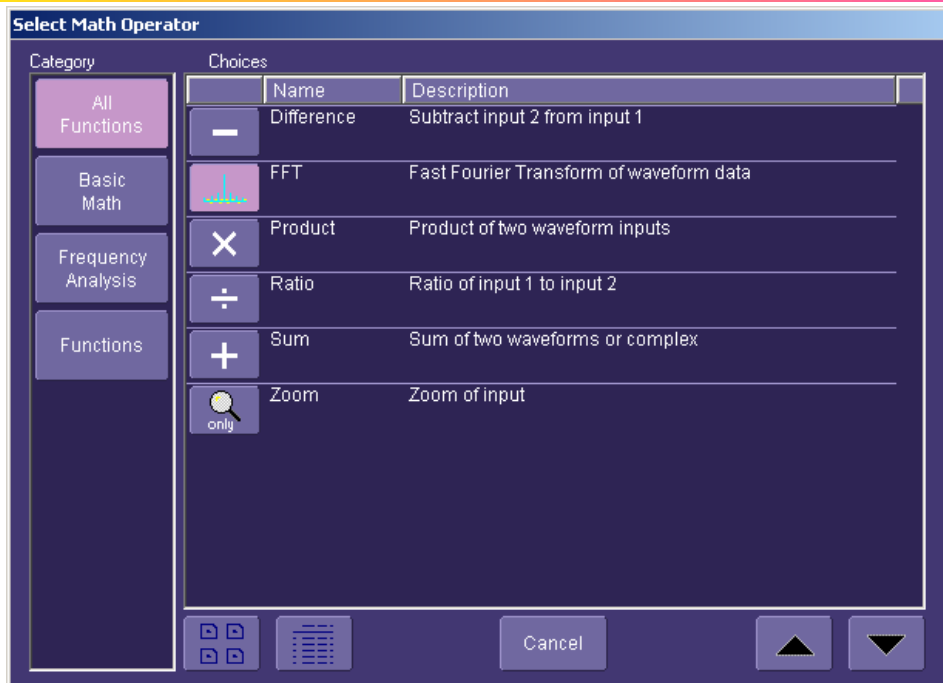 Select Math Operator
Category
Choices
All
Functions
Basic
Math
Frequency
Analysis
Functions
Name Description
Difference Subtract input 2 from input 1
FFT Fast Fourier Transform of waveform data
Product Product of two waveform inputs
Ratio Ratio of input 1 to input 2
Sum Sum of two waveforms or complex
Zoom Zoom of input
only
Cancel